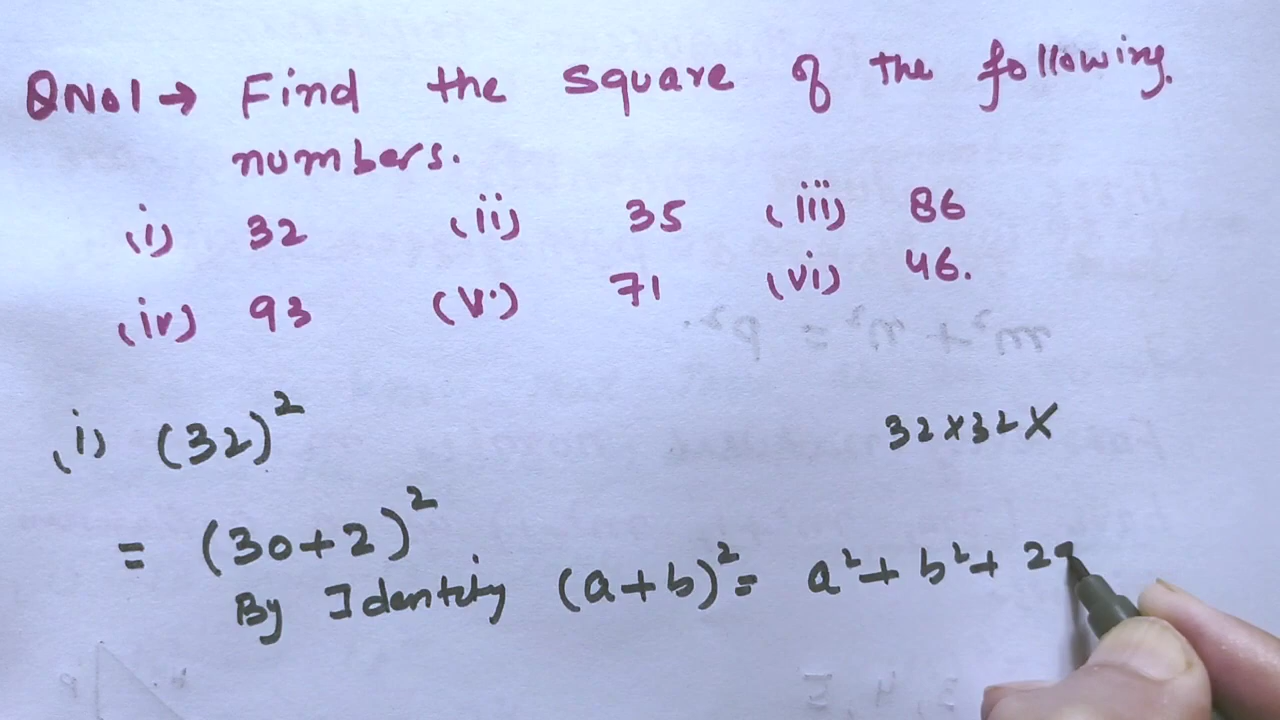 QNo1 → Find the square of the following.
numbers.
(i) 32 (ii) 35 (iii) 86
(iv) 93 (v.) 71 (vi) 46.
(i) (32)² 32×32 X
= (30+2)²
By Identity (a+b)² = a² + b² + 2a